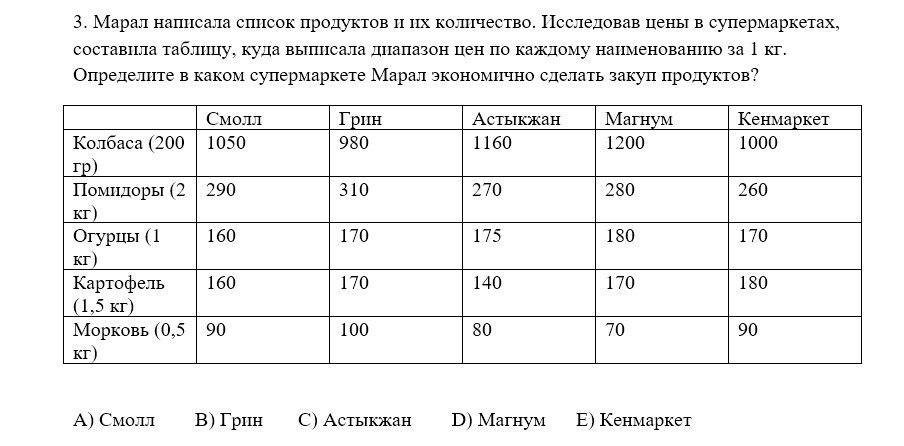 3. Марал написала список продуктов и их количество. Исследовав цены в супермаркетах,
составила таблицу, куда выписала диапазон цен по каждому наименованию за 1 кг.
Определите в каком супермаркете Марал экономично сделать закуп продуктов?
Смолл Грин Астыкжан Магнум Кенмаркет
Колбаса (200 1050 980 1160 1200 1000
гр)
Помидоры (2 290 310 270 280 260
кг)
Огурцы (1 160 170 175 180 170
кг)
Картофель 160 170 140 170 180
(1,5 кг)
Морковь (0,5 90 100 80 70 90
кг)
A) Смолл B) Грин C) Астыкжан D) Магнум E) Кенмаркет